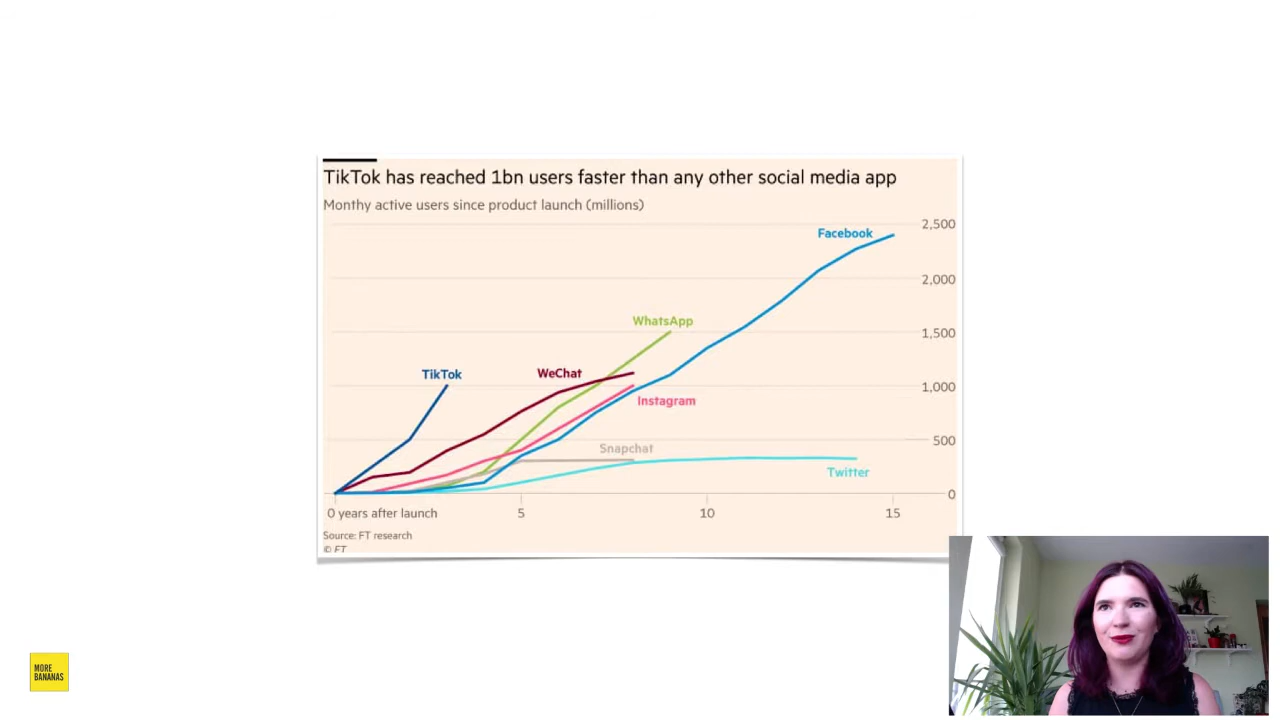 TikTok has reached 1bn users faster than any other social media app
Monthy active users since product launch (millions)
2,500
Facebook
2,000
WhatsApp
1,500
TikTok
WeChat
1,000
Instagram
Snapchat
500
Twitter
0
0 years after launch
5
10
15
Source: FT research
© FT
MORE
BANANAS